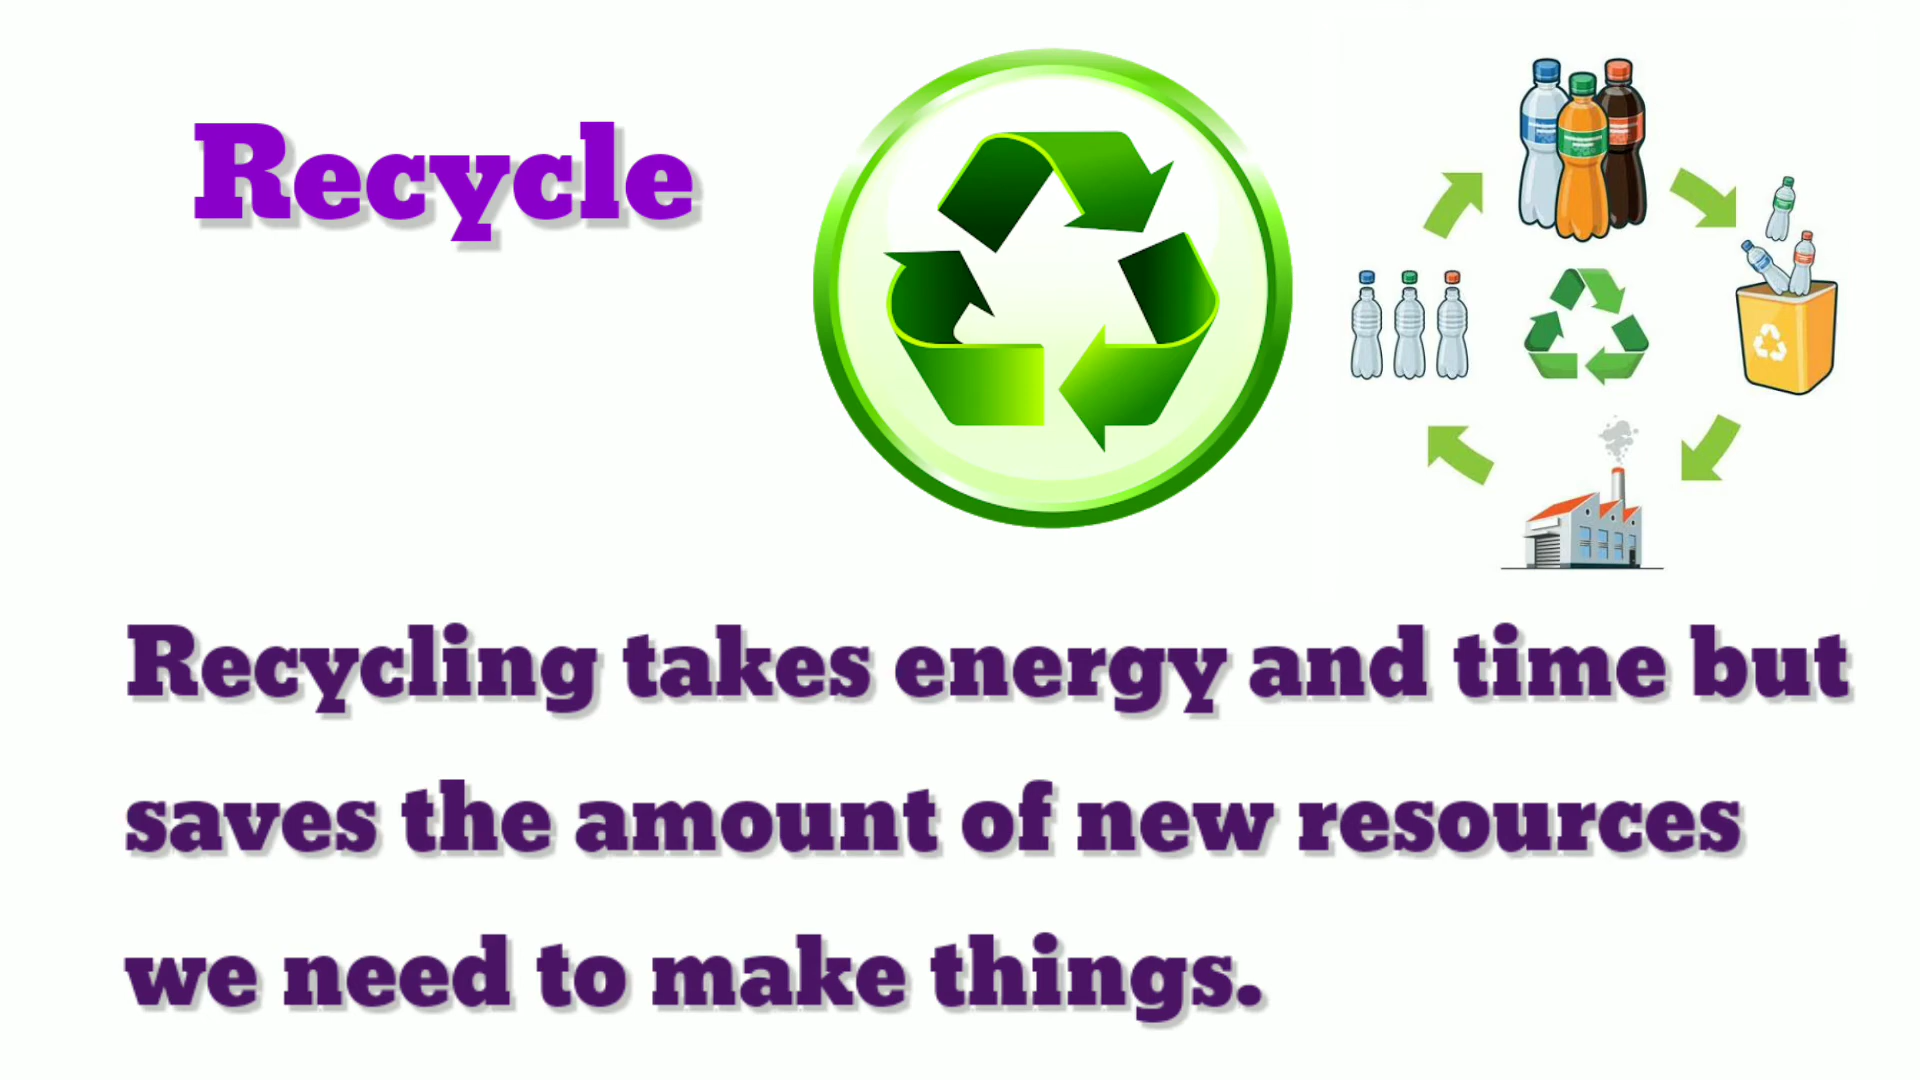 Recycle
Recycling takes energy and time but
saves the amount of new resources
we need to make things.